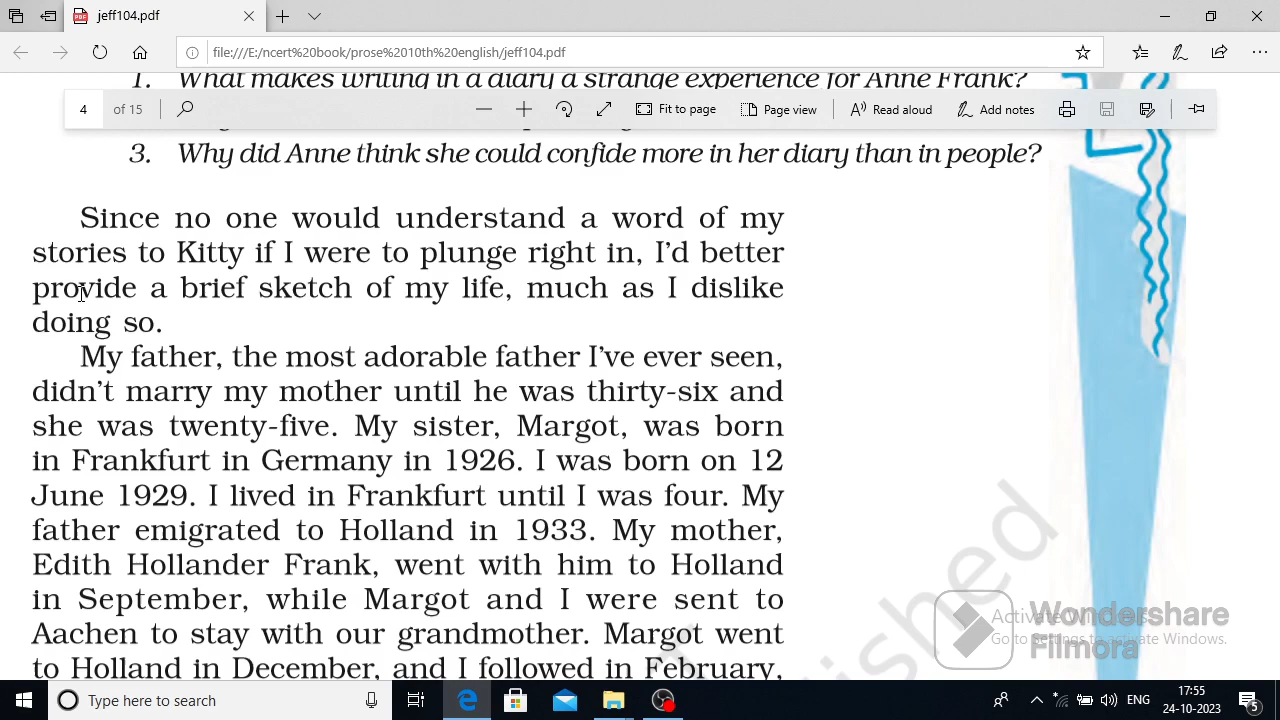 jeff104.pdf
file:///E:/ncert%20book/prose%2010th%20english/jeff104.pdf
1. What makes writing in a diary a strange experience for Anne Frank?
4 of 15 Fit to page Page view Read aloud Add notes
3. Why did Anne think she could confide more in her diary than in people?
Since no one would understand a word of my
stories to Kitty if I were to plunge right in, I’d better
provide a brief sketch of my life, much as I dislike
doing so.
My father, the most adorable father I’ve ever seen,
didn’t marry my mother until he was thirty-six and
she was twenty-five. My sister, Margot, was born
in Frankfurt in Germany in 1926. I was born on 12
June 1929. I lived in Frankfurt until I was four. My
father emigrated to Holland in 1933. My mother,
Edith Hollander Frank, went with him to Holland
in September, while Margot and I were sent to
Aachen to stay with our grandmother. Margot went
to Holland in December, and I followed in February,
Activate Windows
Go to Settings to activate Windows.
Wondershare
Filmora
Type here to search
ENG
17:55
24-10-2023
5